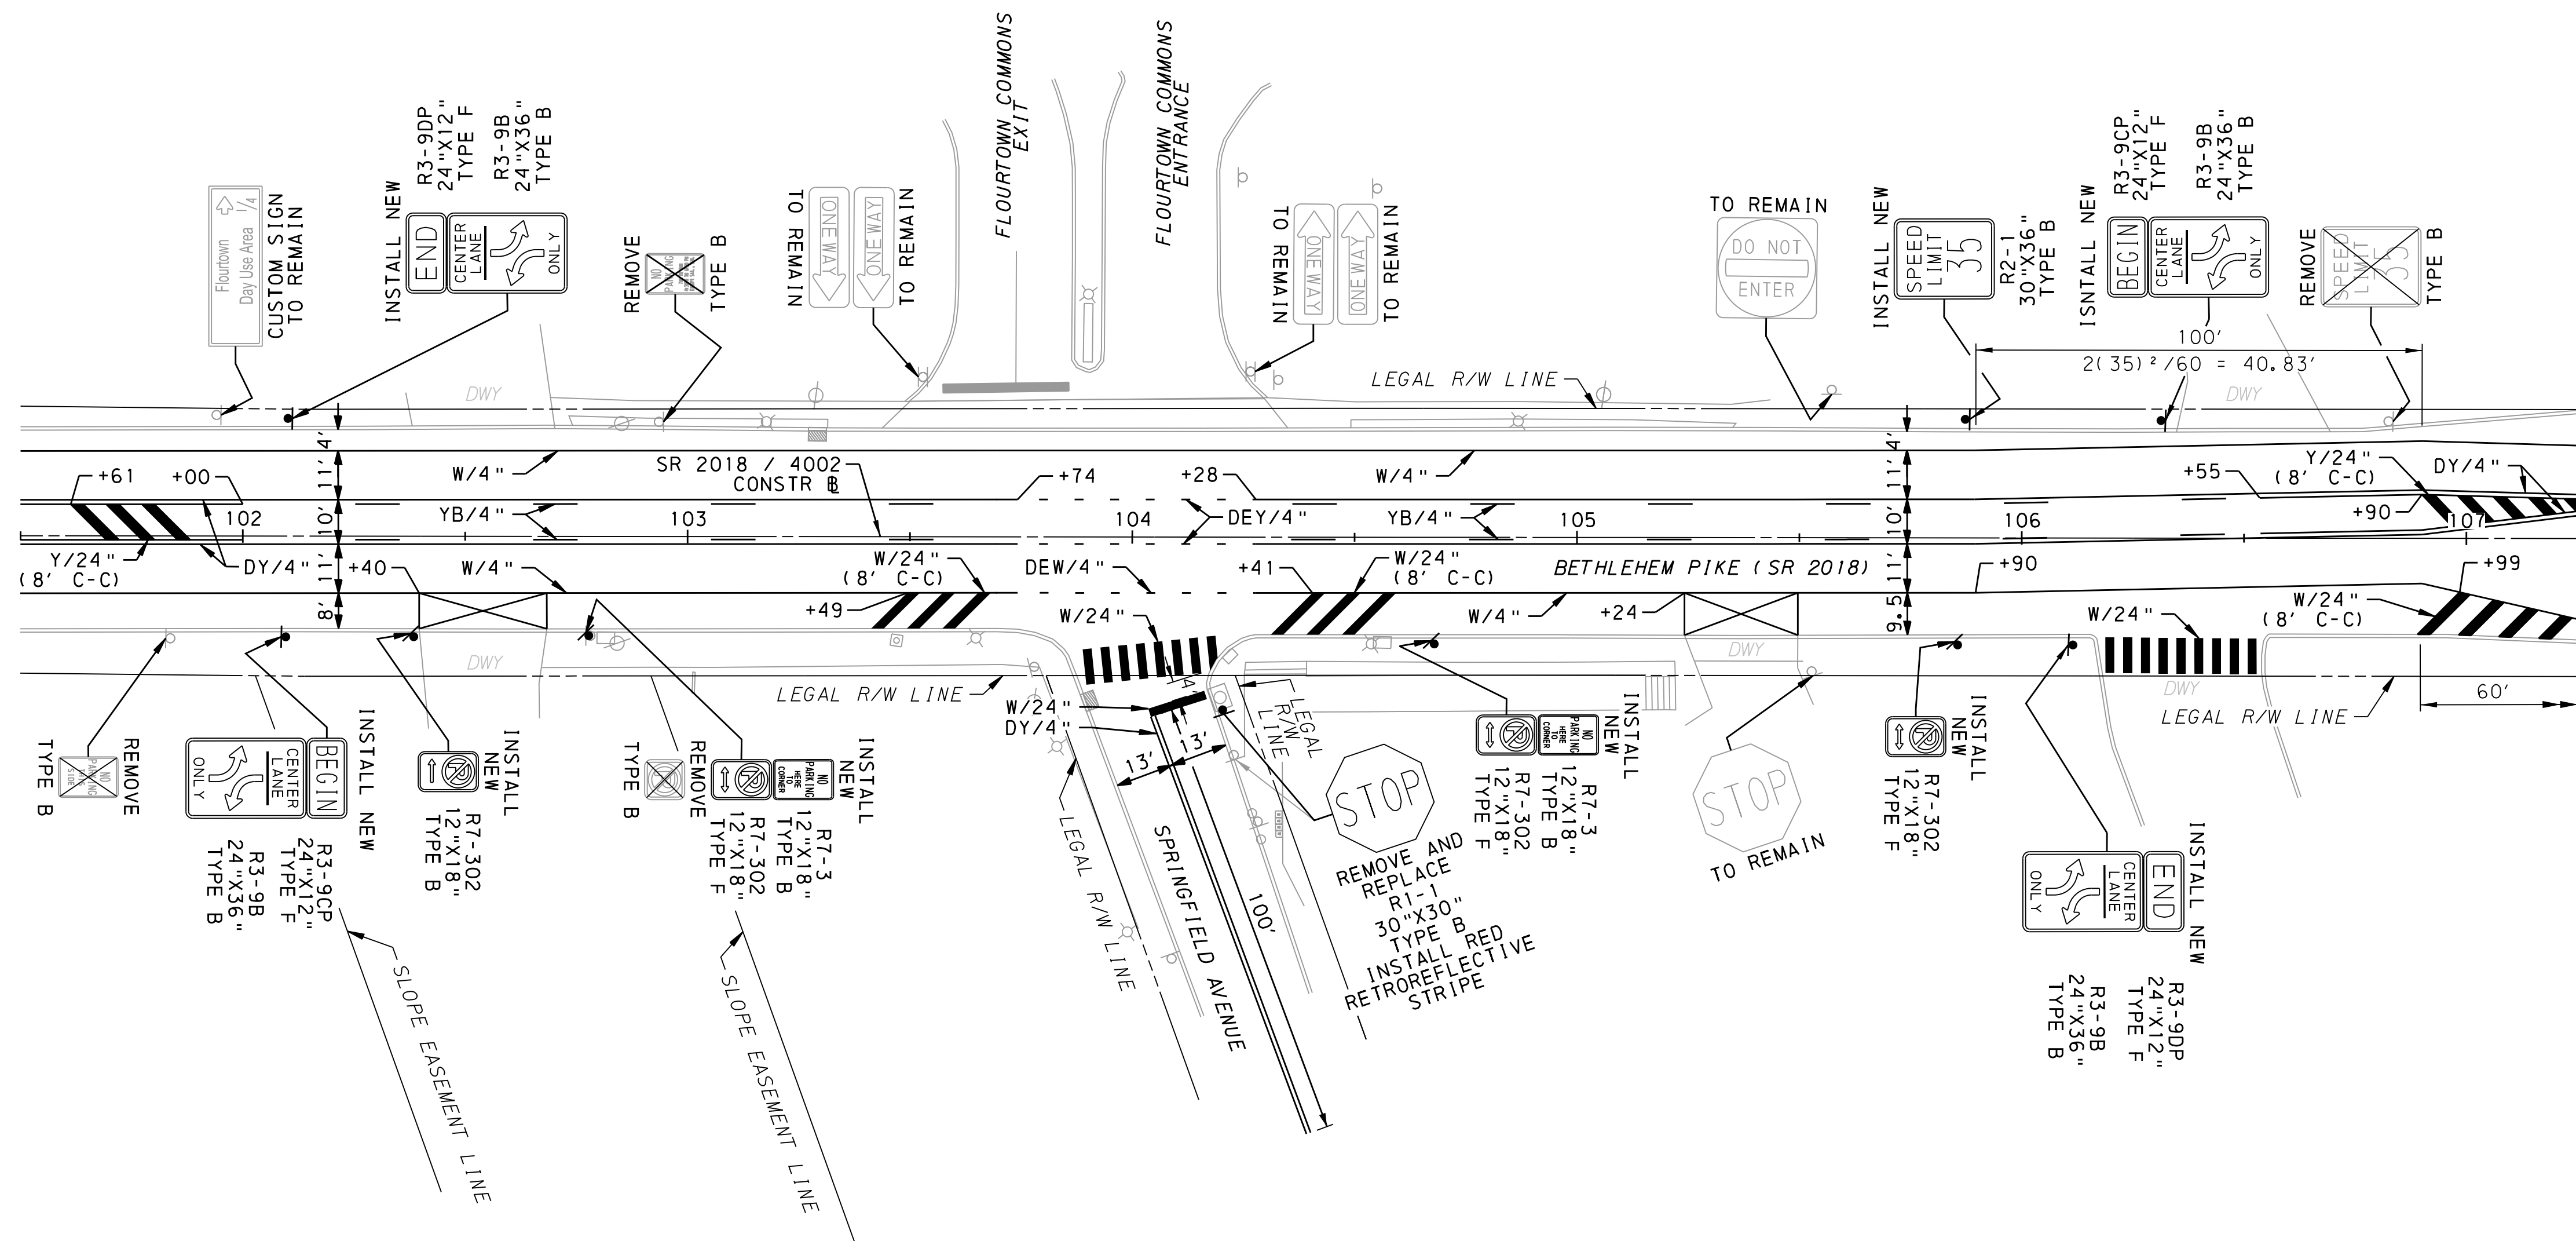 FLOURTOWN COMMONS
EXIT
FLOURTOWN COMMONS
ENTRANCE
Flourtown
Day Use Area 1/4
CUSTOM SIGN
TO REMAIN
INSTALL NEW
R3-9DP
24"X12"
TYPE F
R3-9B
24"X36"
TYPE B
END
CENTER
LANE
ONLY
REMOVE
NO
PARKING
TYPE B
TO REMAIN
ONE WAY
ONE WAY
TO REMAIN
TO REMAIN
ONE WAY
ONE WAY
TO REMAIN
TO REMAIN
DO NOT
ENTER
INSTALL NEW
SPEED
LIMIT
35
R2-1
30"X36"
TYPE B
ISNTALL NEW
R3-9CP
24"X12"
TYPE F
R3-9B
24"X36"
TYPE B
BEGIN
CENTER
LANE
ONLY
REMOVE
SPEED
LIMIT
35
TYPE B
100'
2(35)²/60 = 40.83'
DWY
LEGAL R/W LINE
DWY
4'
11'
10'
11'
8'
+61
+00
W/4"
SR 2018 / 4002
CONSTR BL
+74
+28
W/4"
4'
11'
10'
11'
9.5'
+55
Y/24"
(8' C-C)
DY/4"
102
YB/4"
103
104
DEY/4"
YB/4"
105
106
+90
107
Y/24"
(8' C-C)
DY/4"
+40
W/4"
W/24"
(8' C-C)
DEW/4"
+41
W/24"
(8' C-C)
BETHLEHEM PIKE (SR 2018)
+90
+99
+49
W/24"
W/4"
+24
W/24"
W/24"
(8' C-C)
DWY
DWY
DWY
LEGAL R/W LINE
4'
LEGAL
R/W
LINE
LEGAL R/W LINE
60'
W/24"
DY/4"
13'
13'
TYPE B
NO
PARKING
REMOVE
ONLY
CENTER
LANE
BEGIN
INSTALL NEW
R3-9CP
24"X12"
TYPE F
R3-9B
24"X36"
TYPE B
P
INSTALL
NEW
R7-302
12"X18"
TYPE B
TYPE B
REMOVE
P
NO
PARKING
HERE
TO
CORNER
INSTALL
NEW
R7-302
12"X18"
TYPE F
R7-3
12"X18"
TYPE B
LEGAL R/W LINE
SPRINGFIELD AVENUE
100'
STOP
REMOVE AND
REPLACE
R1-1
30"X30"
TYPE B
INSTALL RED
RETROREFLECTIVE
STRIPE
P
NO
PARKING
HERE
TO
CORNER
INSTALL
NEW
R7-302
12"X18"
TYPE F
R7-3
12"X18"
TYPE B
STOP
TO REMAIN
P
INSTALL
NEW
R7-302
12"X18"
TYPE F
ONLY
CENTER
LANE
END
INSTALL NEW
R3-9DP
24"X12"
TYPE F
R3-9B
24"X36"
TYPE B
SLOPE EASEMENT LINE
SLOPE EASEMENT LINE